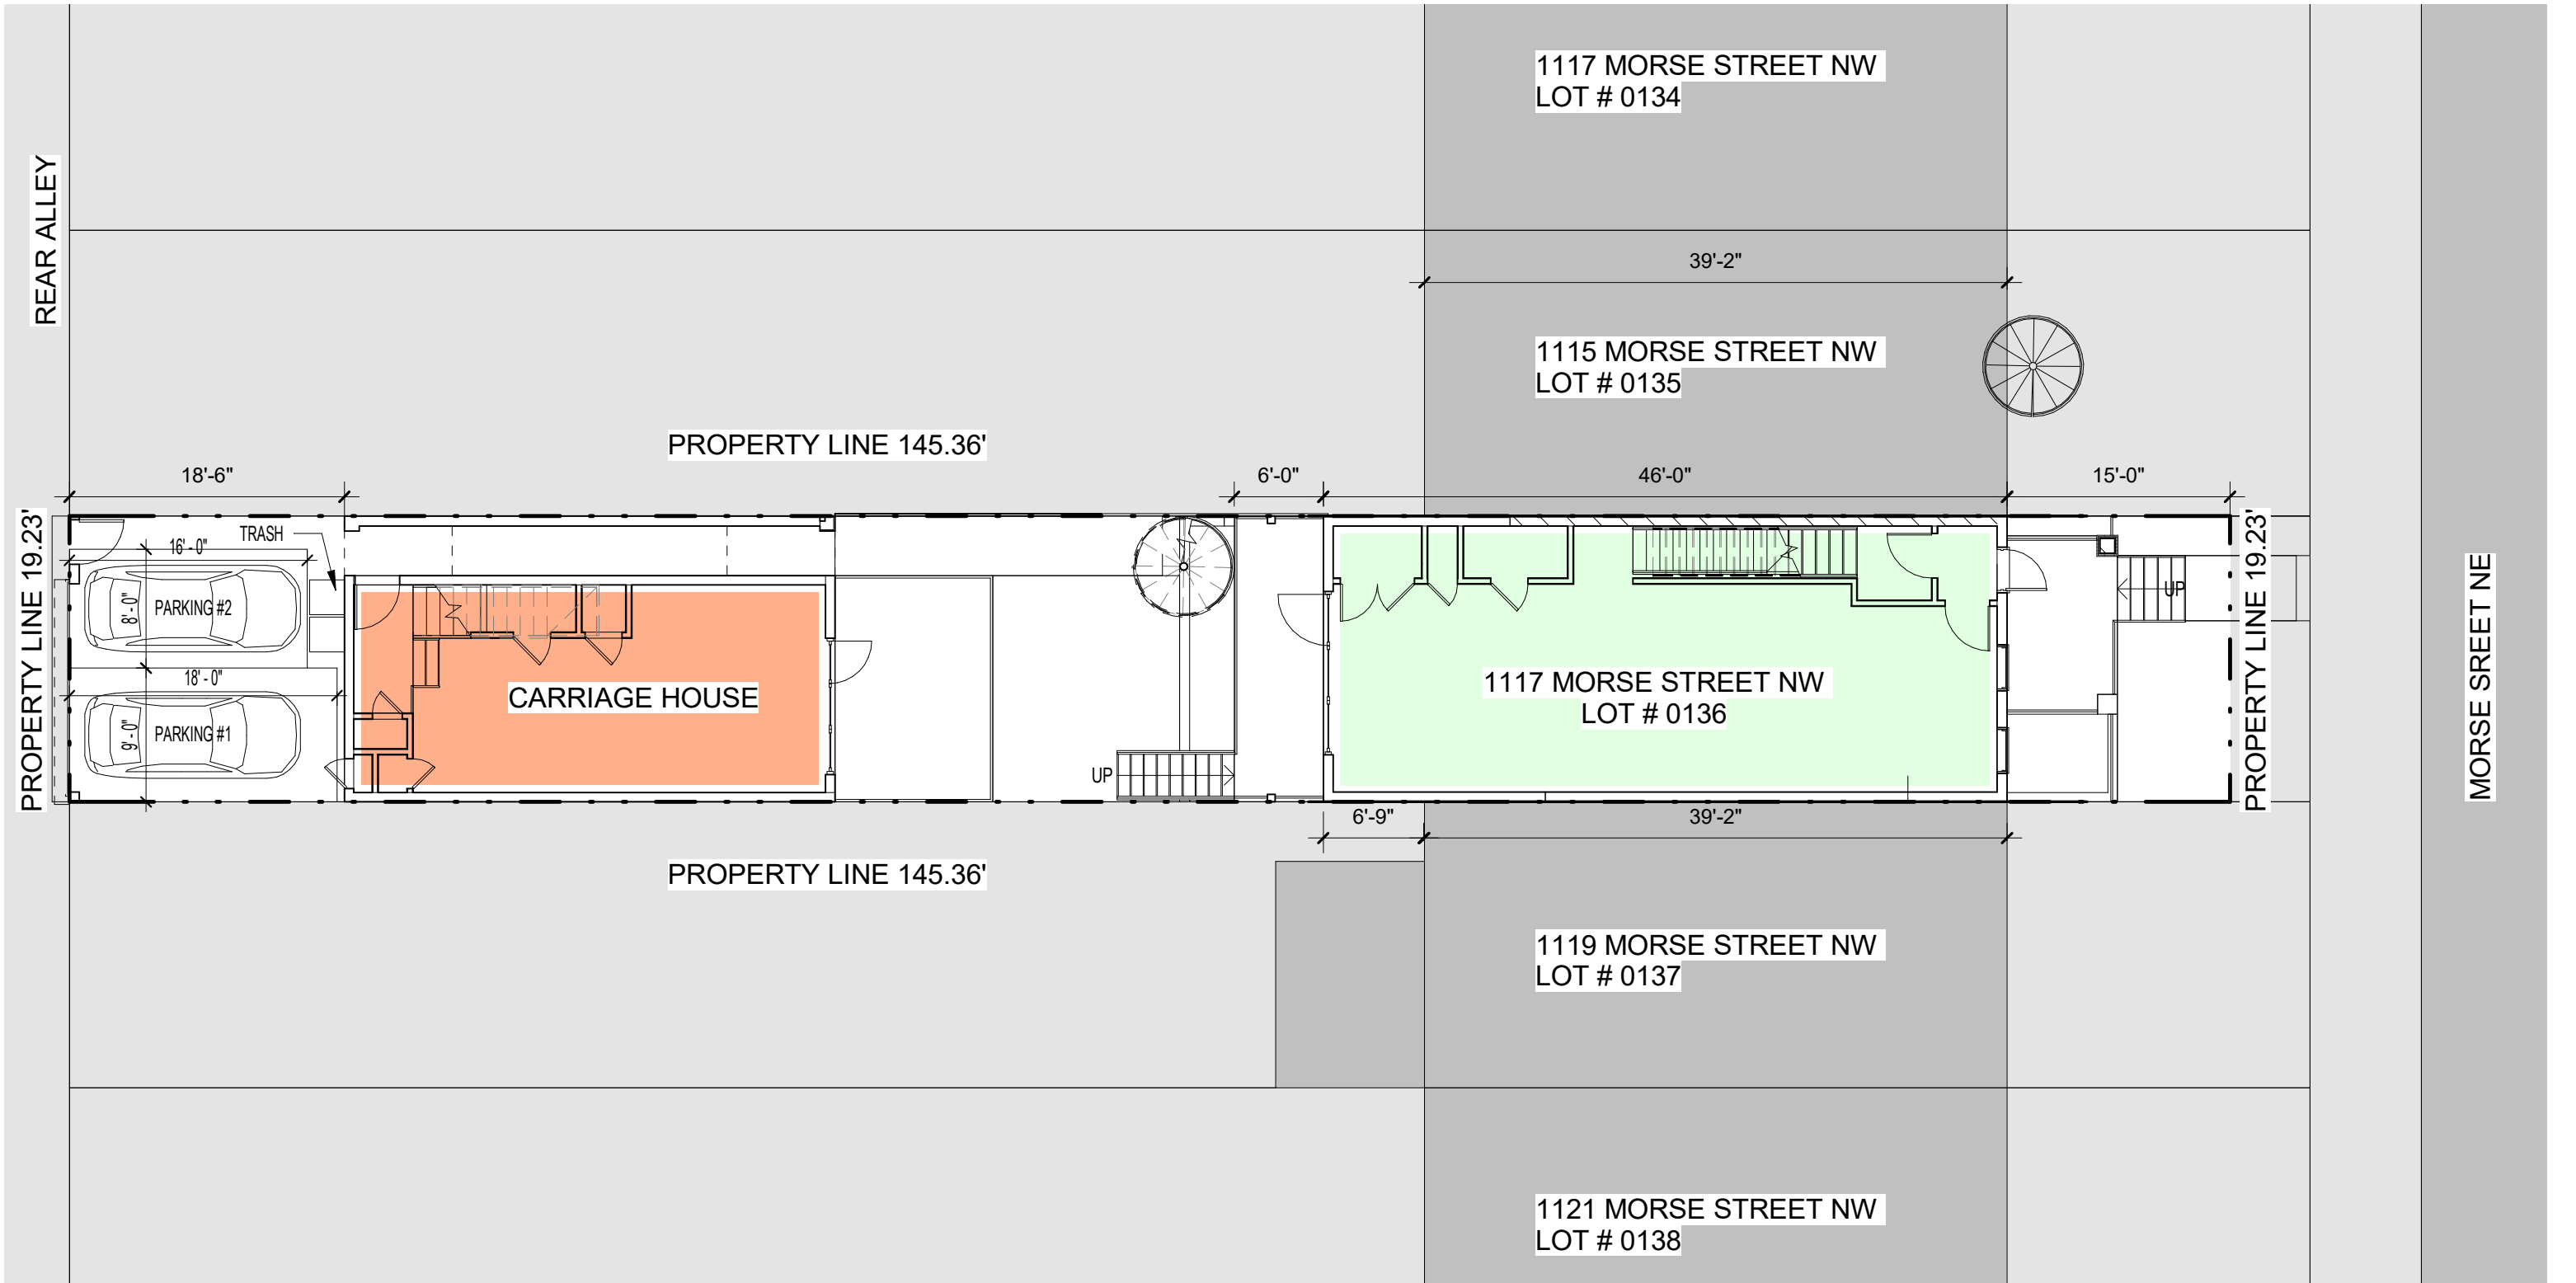 1117 MORSE STREET NW
LOT # 0134
REAR ALLEY
39'-2"
1115 MORSE STREET NW
LOT # 0135
PROPERTY LINE 145.36'
18'-6"
6'-0"
46'-0"
15'-0"
PROPERTY LINE 19.23'
TRASH
16' - 0"
8' - 0"
PARKING #2
18' - 0"
9' - 0"
PARKING #1
CARRIAGE HOUSE
UP
1117 MORSE STREET NW
LOT # 0136
UP
PROPERTY LINE 19.23'
MORSE SREET NE
6'-9"
39'-2"
PROPERTY LINE 145.36'
1119 MORSE STREET NW
LOT # 0137
1121 MORSE STREET NW
LOT # 0138